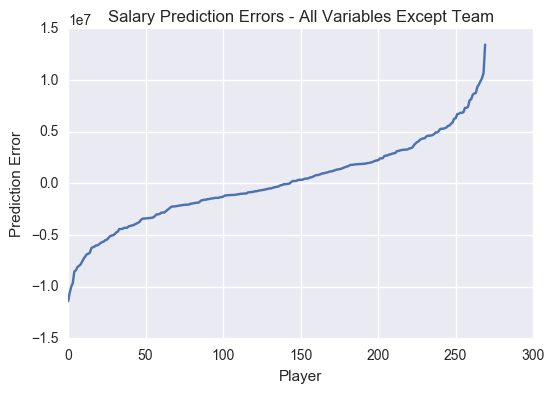 Salary Prediction Errors - All Variables Except Team
1e7
1.5
1.0
0.5
0.0
−0.5
−1.0
−1.5
0 50 100 150 200 250 300
Prediction Error
Player